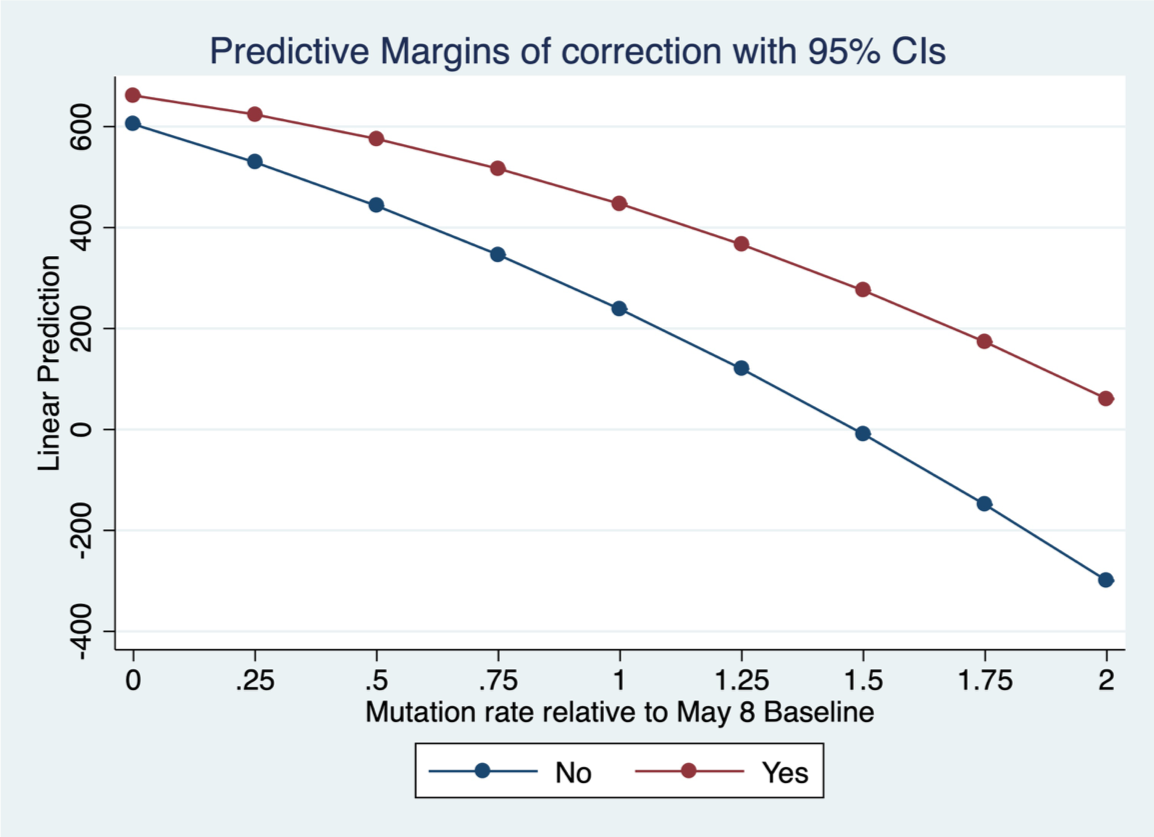 Predictive Margins of correction with 95% CIs
Linear Prediction
600
400
200
0
-200
-400
0 .25 .5 .75 1 1.25 1.5 1.75 2
Mutation rate relative to May 8 Baseline
No Yes